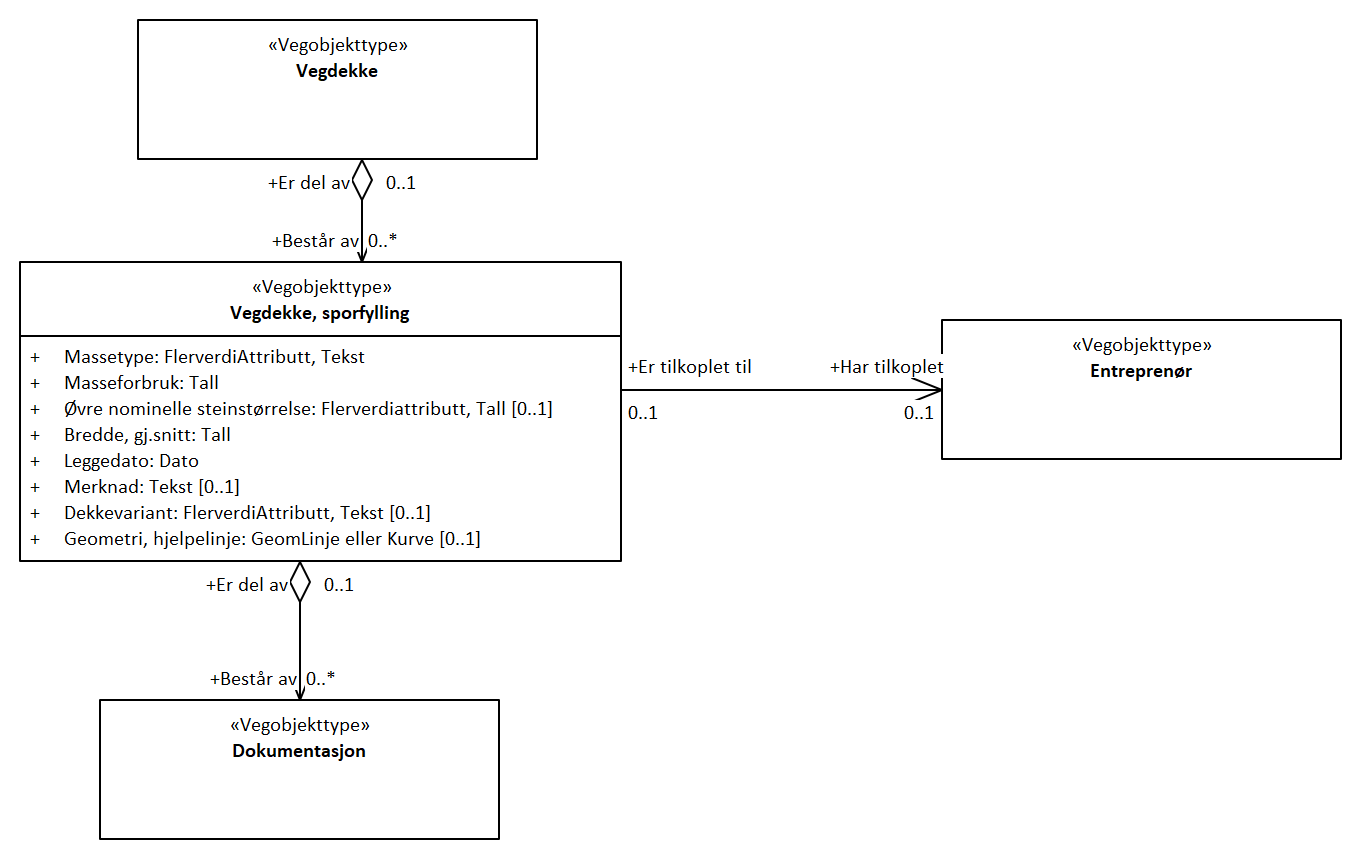 «Vegobjekttype»
Vegdekke
+Er del av 0..1
+Består av 0..*
«Vegobjekttype»
Vegdekke, sporfylling
+ Massetype: FlerverdiAttributt, Tekst
+ Masseforbruk: Tall
+ Øvre nominelle steinstørrelse: Flerverdiattributt, Tall [0..1]
+ Bredde, gj.snitt: Tall
+ Leggedato: Dato
+ Merknad: Tekst [0..1]
+ Dekkevariant: FlerverdiAttributt, Tekst [0..1]
+ Geometri, hjelpelinje: GeomLinje eller Kurve [0..1]
+Er tilkoplet til +Har tilkoplet
0..1 0..1
«Vegobjekttype»
Entreprenør
+Er del av 0..1
+Består av 0..*
«Vegobjekttype»
Dokumentasjon